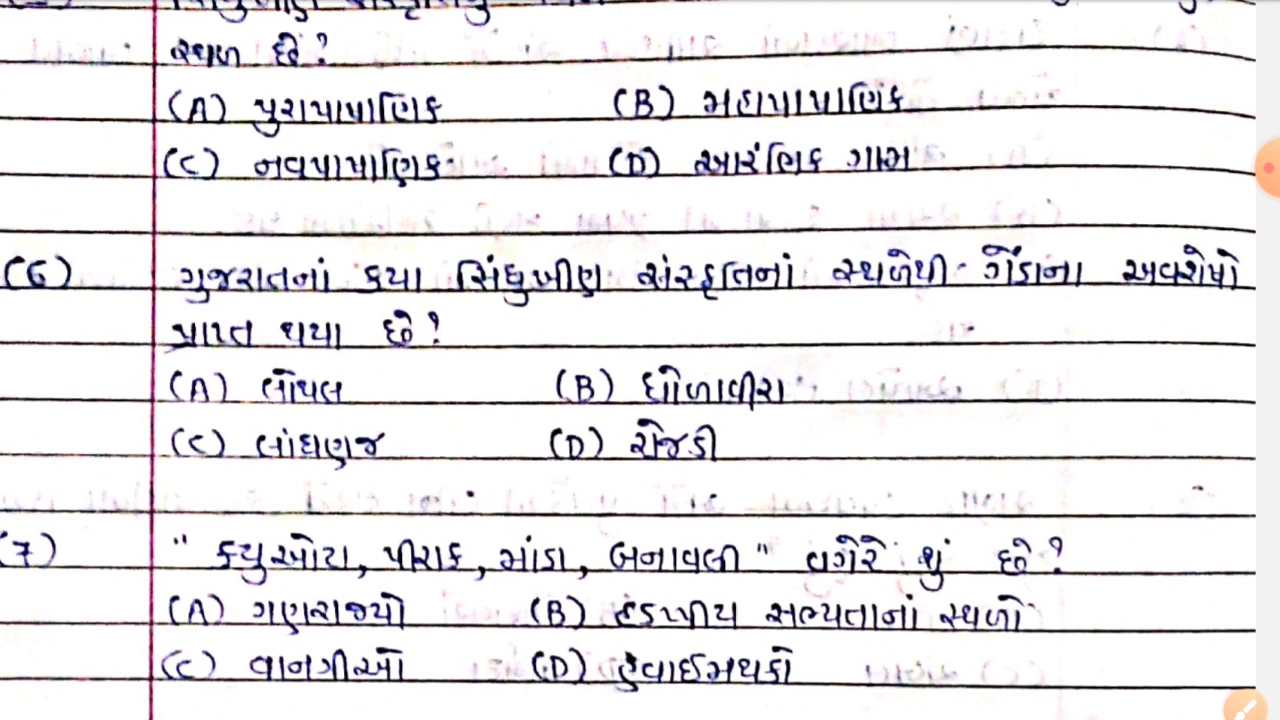 સ્થળ છે?
(A) પુરાપાષાણિક (B) મહાપાષાણિક
(C) નવપાષાણિક (D) આરંભિક ગામ
(6) ગુજરાતનાં કયા સિંધુખીણ સંસ્કૃતિનાં સ્થળેથી ગેંડાના અવશેષો
પ્રાપ્ત થયા છે?
(A) લોથલ (B) ધોળાવીરા
(C) લાંઘણજ (D) રોજડી
(7) " ક્યુઓટા, પીરાક, માંડા, બનાવલી " વગેરે શું છે?
(A) ગણરાજ્યો (B) હડપ્પીય સભ્યતાનાં સ્થળો
(C) વાનગીઓ (D) હવાઈમથકો